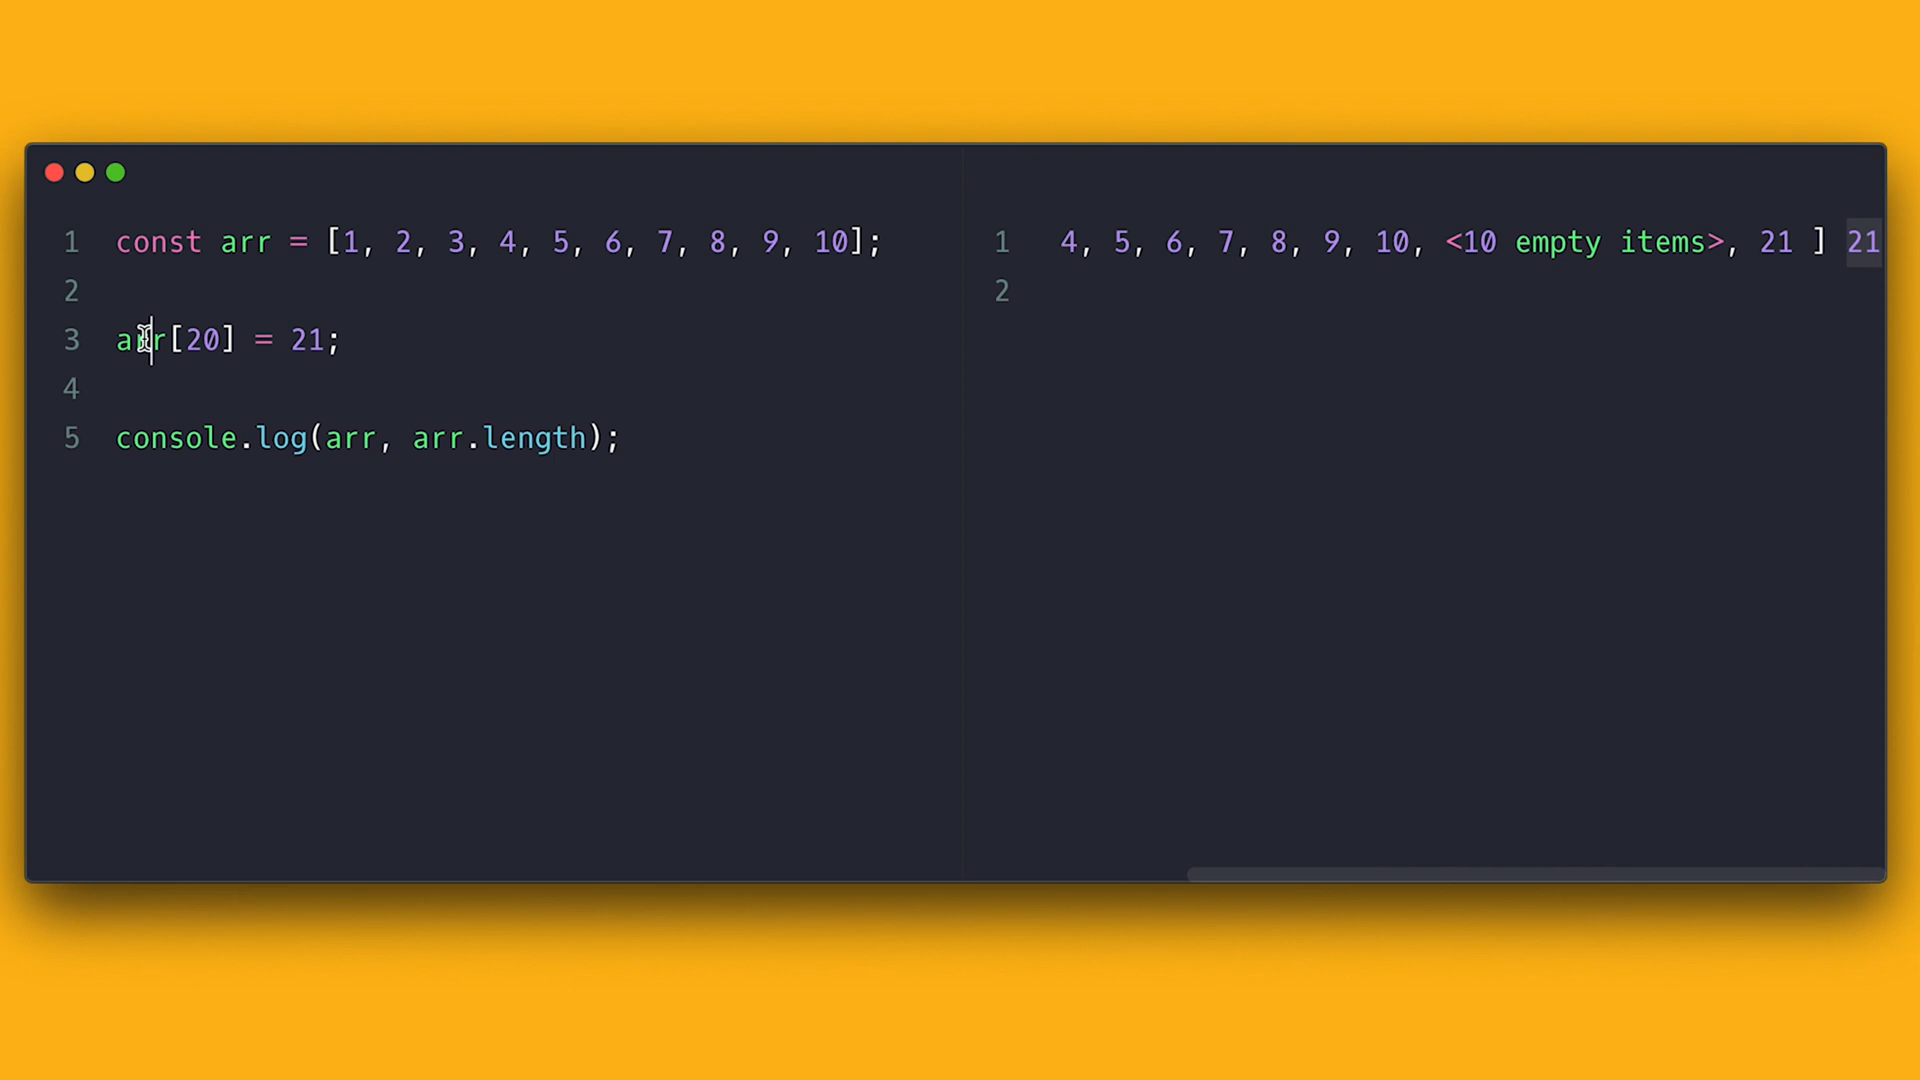 1 const arr = [1, 2, 3, 4, 5, 6, 7, 8, 9, 10];
2
3 arr[20] = 21;
4
5 console.log(arr, arr.length);
1 4, 5, 6, 7, 8, 9, 10, <10 empty items>, 21 ] 21
2